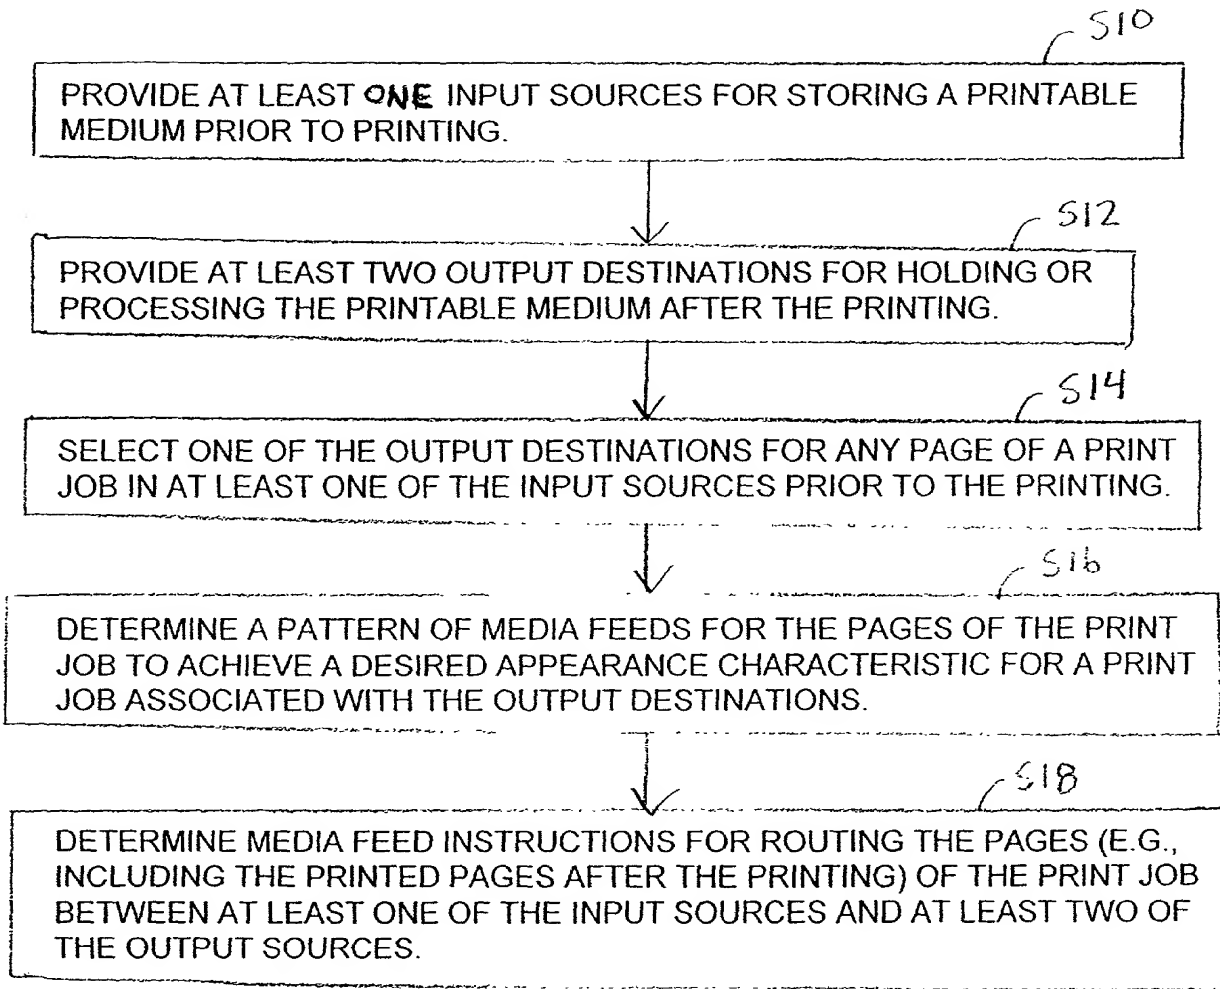 S10
PROVIDE AT LEAST ONE INPUT SOURCES FOR STORING A PRINTABLE
MEDIUM PRIOR TO PRINTING.
S12
PROVIDE AT LEAST TWO OUTPUT DESTINATIONS FOR HOLDING OR
PROCESSING THE PRINTABLE MEDIUM AFTER THE PRINTING.
S14
SELECT ONE OF THE OUTPUT DESTINATIONS FOR ANY PAGE OF A PRINT
JOB IN AT LEAST ONE OF THE INPUT SOURCES PRIOR TO THE PRINTING.
S16
DETERMINE A PATTERN OF MEDIA FEEDS FOR THE PAGES OF THE PRINT
JOB TO ACHIEVE A DESIRED APPEARANCE CHARACTERISTIC FOR A PRINT
JOB ASSOCIATED WITH THE OUTPUT DESTINATIONS.
S18
DETERMINE MEDIA FEED INSTRUCTIONS FOR ROUTING THE PAGES (E.G.,
INCLUDING THE PRINTED PAGES AFTER THE PRINTING) OF THE PRINT JOB
BETWEEN AT LEAST ONE OF THE INPUT SOURCES AND AT LEAST TWO OF
THE OUTPUT SOURCES.